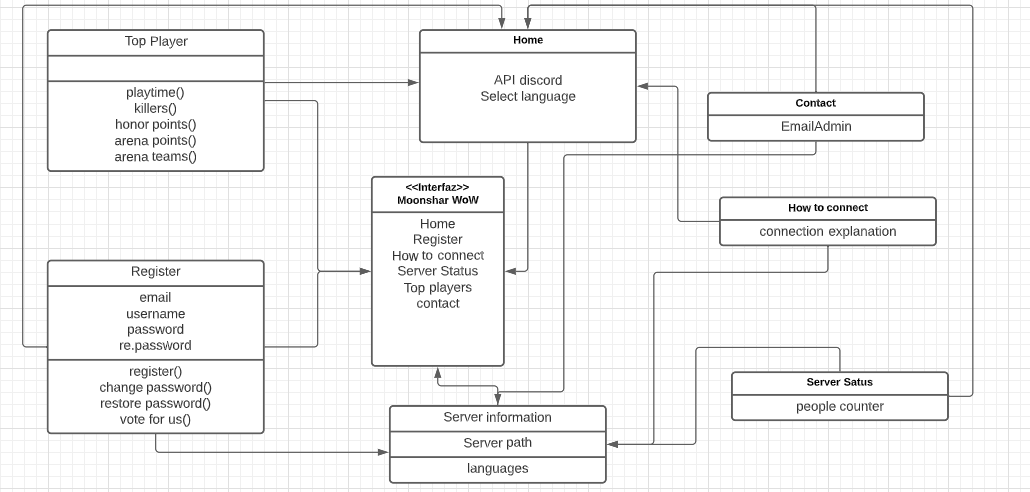 Top Player
playtime()
killers()
honor points()
arena points()
arena teams()
Home
API discord
Select language
Contact
EmailAdmin
<<Interfaz>>
Moonshar WoW
Home
Register
How to connect
Server Status
Top players
contact
How to connect
connection explanation
Register
email
username
password
re.password
register()
change password()
restore password()
vote for us()
Server Satus
people counter
Server information
Server path
languages